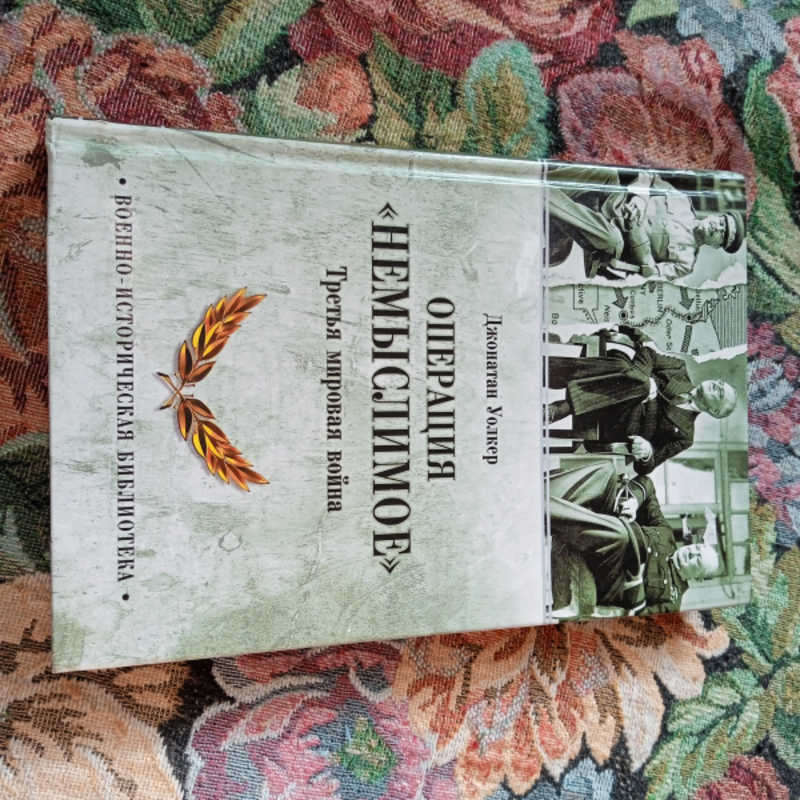 Джонатан Уолкер
ОПЕРАЦИЯ
«НЕМЫСЛИМОЕ»
Третья мировая война
• ВОЕННО-ИСТОРИЧЕСКАЯ БИБЛИОТЕКА •